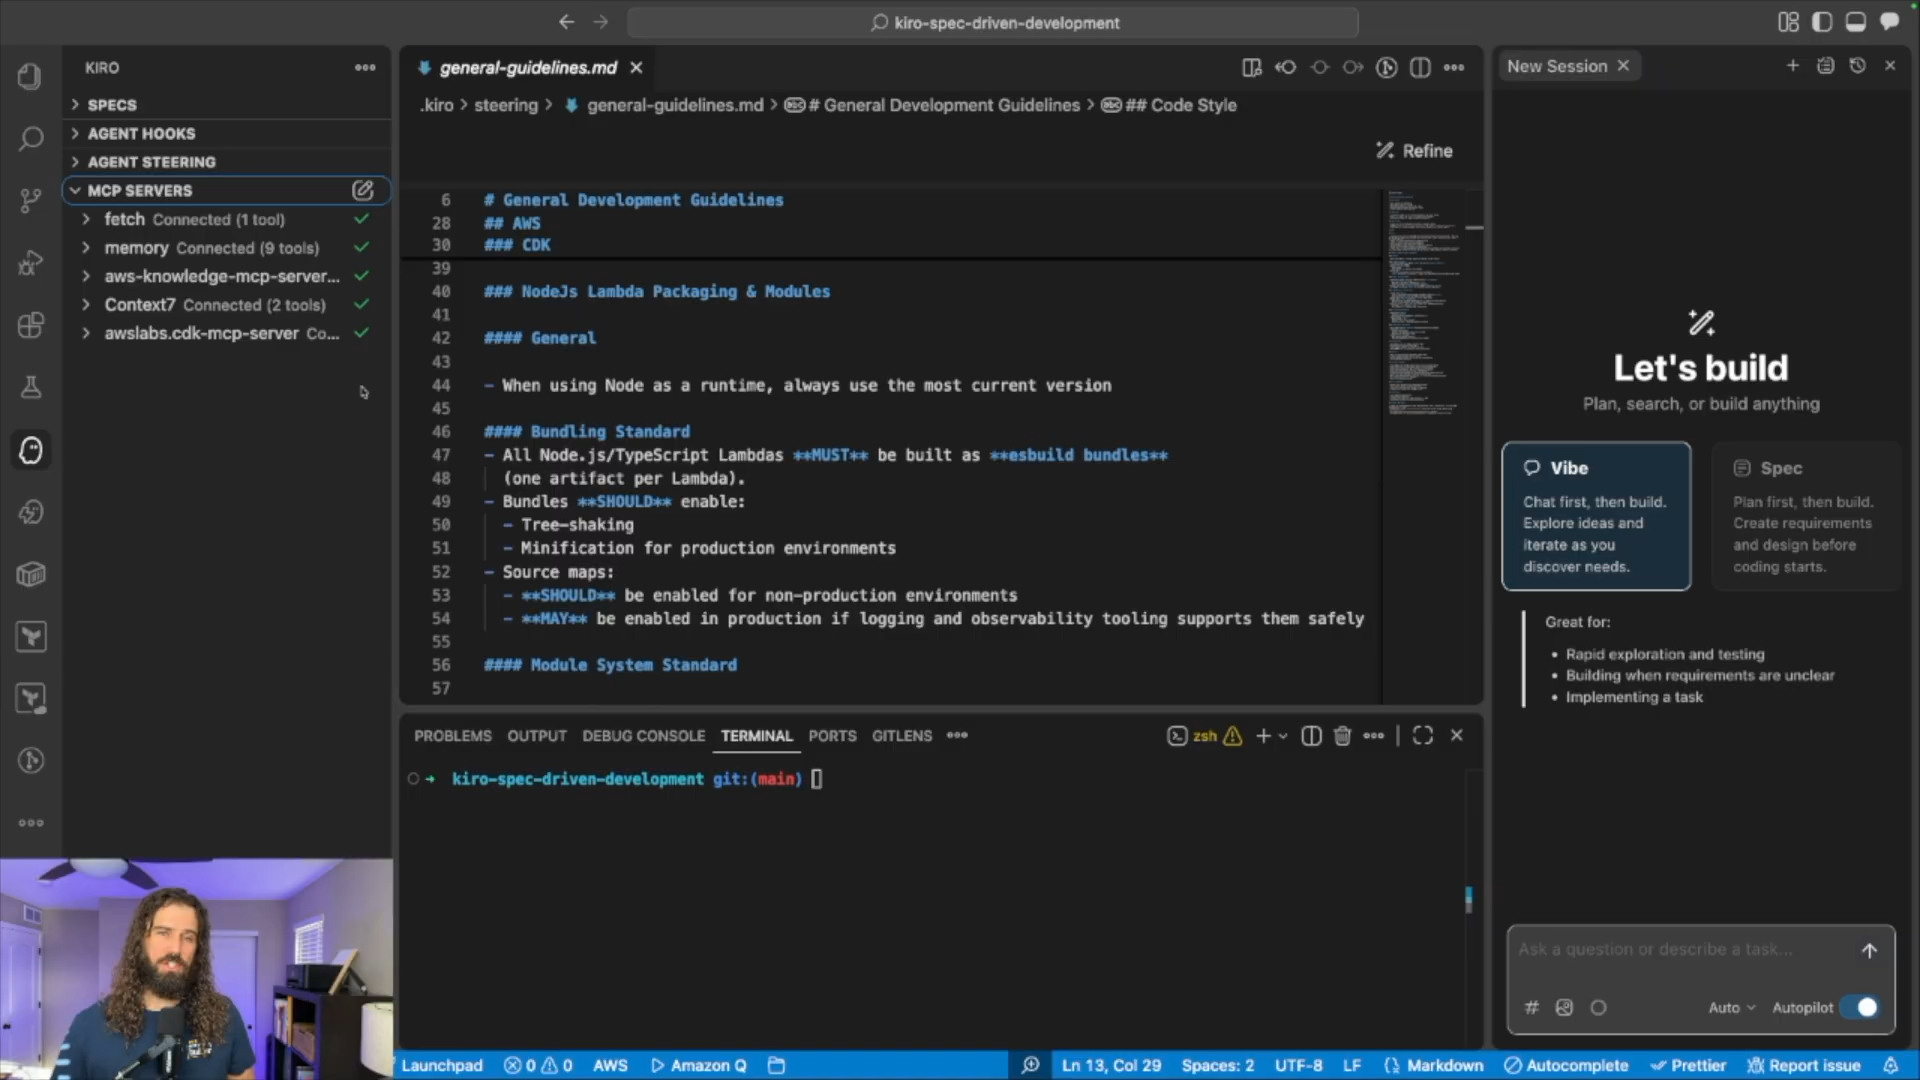 kiro-spec-driven-development
KIRO
SPECS
AGENT HOOKS
AGENT STEERING
MCP SERVERS
fetch Connected (1 tool)
memory Connected (9 tools)
aws-knowledge-mcp-server...
Context7 Connected (2 tools)
awslabs.cdk-mcp-server Co...
general-guidelines.md
.kiro > steering > general-guidelines.md > # General Development Guidelines > ## Code Style
Refine
6 # General Development Guidelines
28 ## AWS
30 ### CDK
39
40 ### NodeJs Lambda Packaging & Modules
41
42 #### General
43
44 - When using Node as a runtime, always use the most current version
45
46 #### Bundling Standard
47 - All Node.js/TypeScript Lambdas **MUST** be built as **esbuild bundles**
48 (one artifact per Lambda).
49 - Bundles **SHOULD** enable:
50 - Tree-shaking
51 - Minification for production environments
52 - Source maps:
53 - **SHOULD** be enabled for non-production environments
54 - **MAY** be enabled in production if logging and observability tooling supports them safely
55
56 #### Module System Standard
57
PROBLEMS OUTPUT DEBUG CONSOLE TERMINAL PORTS GITLENS
zsh
kiro-spec-driven-development git:(main)
New Session
Let's build
Plan, search, or build anything
Vibe
Chat first, then build.
Explore ideas and
iterate as you
discover needs.
Spec
Plan first, then build.
Create requirements
and design before
coding starts.
Great for:
• Rapid exploration and testing
• Building when requirements are unclear
• Implementing a task
Ask a question or describe a task...
# Auto Autopilot
Launchpad 0 0 AWS Amazon Q Ln 13, Col 29 Spaces: 2 UTF-8 LF {} Markdown Autocomplete Prettier Report issue